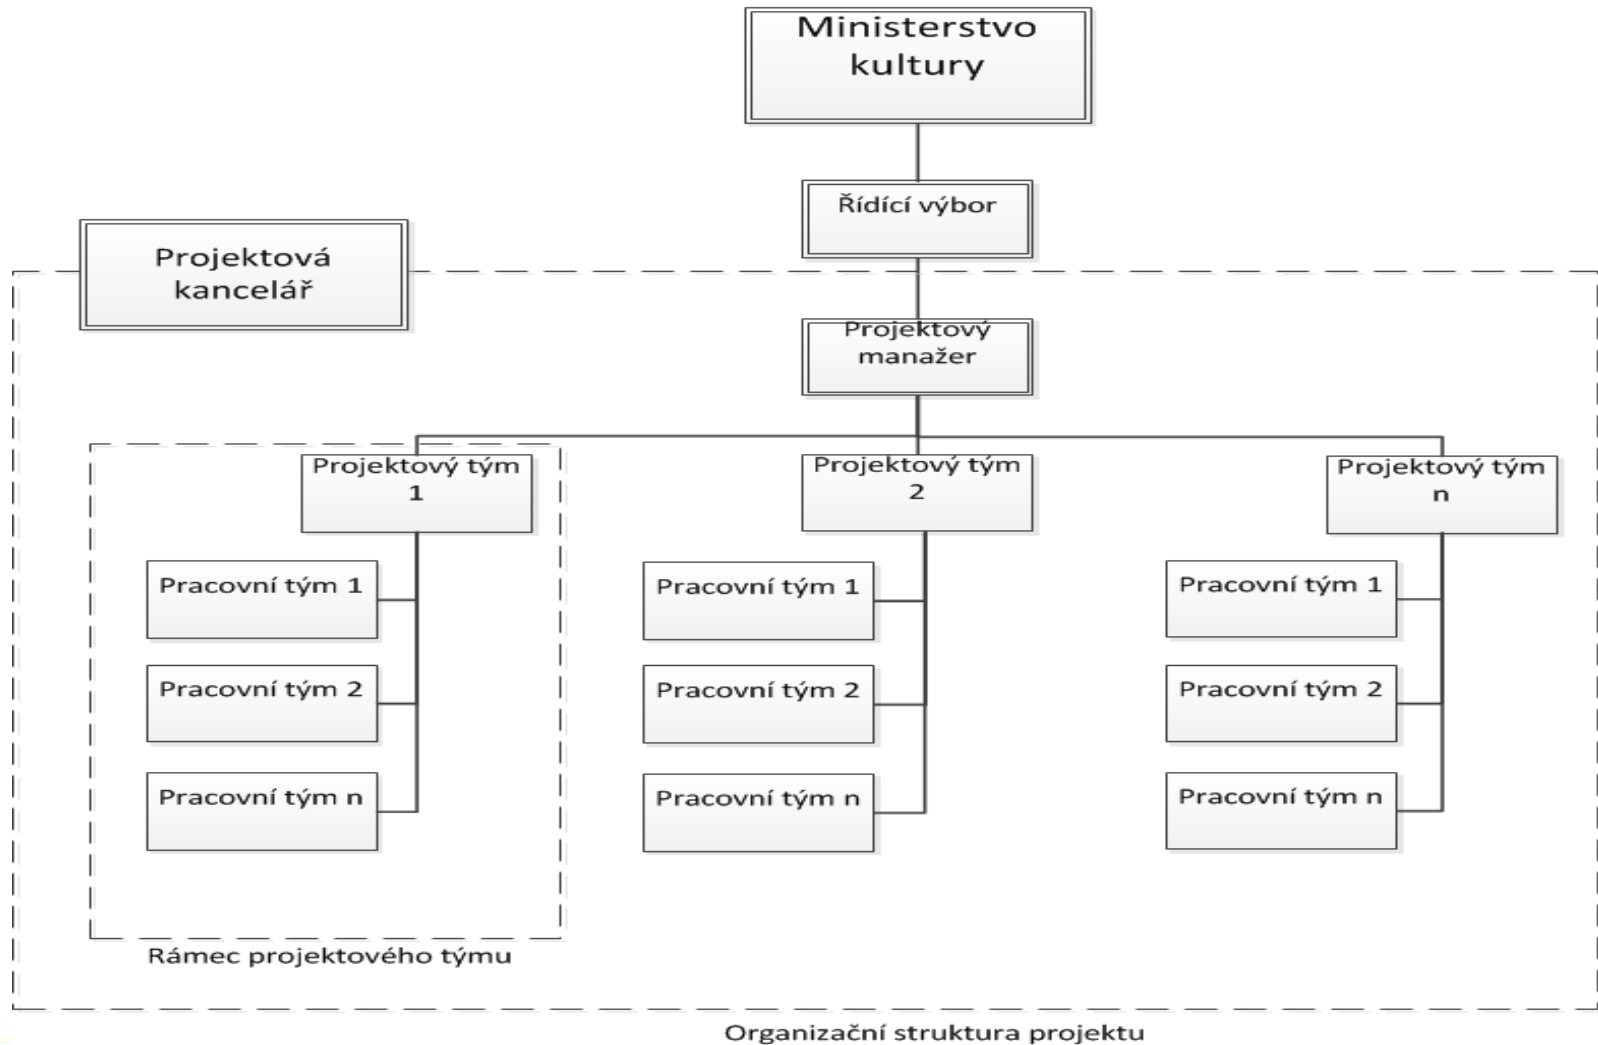 Ministerstvo
kultury
Řídící výbor
Projektová
kancelář
Projektový
manažer
Projektový tým
1
Projektový tým
2
Projektový tým
n
Pracovní tým 1
Pracovní tým 2
Pracovní tým n
Pracovní tým 1
Pracovní tým 2
Pracovní tým n
Pracovní tým 1
Pracovní tým 2
Pracovní tým n
Rámec projektového týmu
Organizační struktura projektu